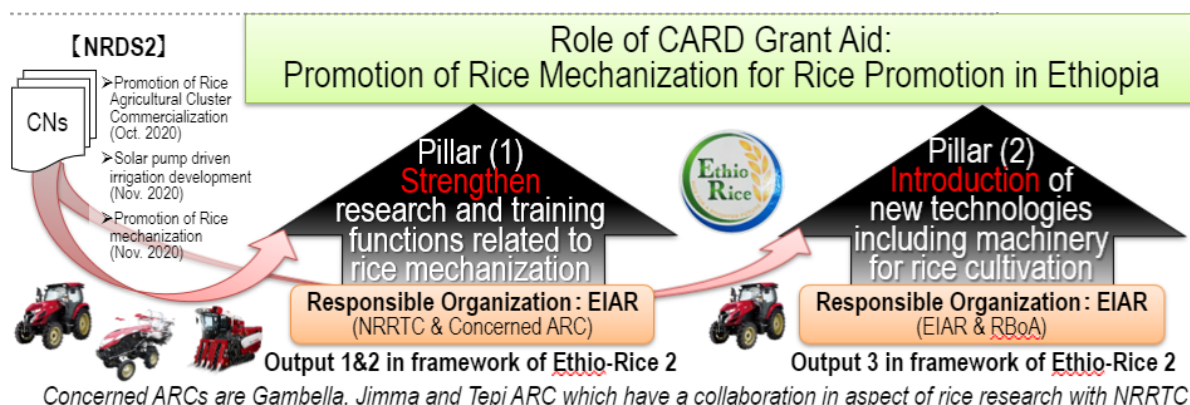 【NRDS2】
CNs
➢Promotion of Rice
Agricultural Cluster
Commercialization
(Oct. 2020)
➢Solar pump driven
irrigation development
(Nov. 2020)
➢Promotion of Rice
mechanization
(Nov. 2020)
Role of CARD Grant Aid:
Promotion of Rice Mechanization for Rice Promotion in Ethiopia
Pillar (1)
Strengthen
research and training
functions related to
rice mechanization
Responsible Organization : EIAR
(NRRTC & Concerned ARC)
Output 1&2 in framework of Ethio-Rice 2
Ethio
Rice
Pillar (2)
Introduction of
new technologies
including machinery
for rice cultivation
Responsible Organization : EIAR
(EIAR & RBoA)
Output 3 in framework of Ethio-Rice 2
Concerned ARCs are Gambella, Jimma and Tepi ARC which have a collaboration in aspect of rice research with NRRTC